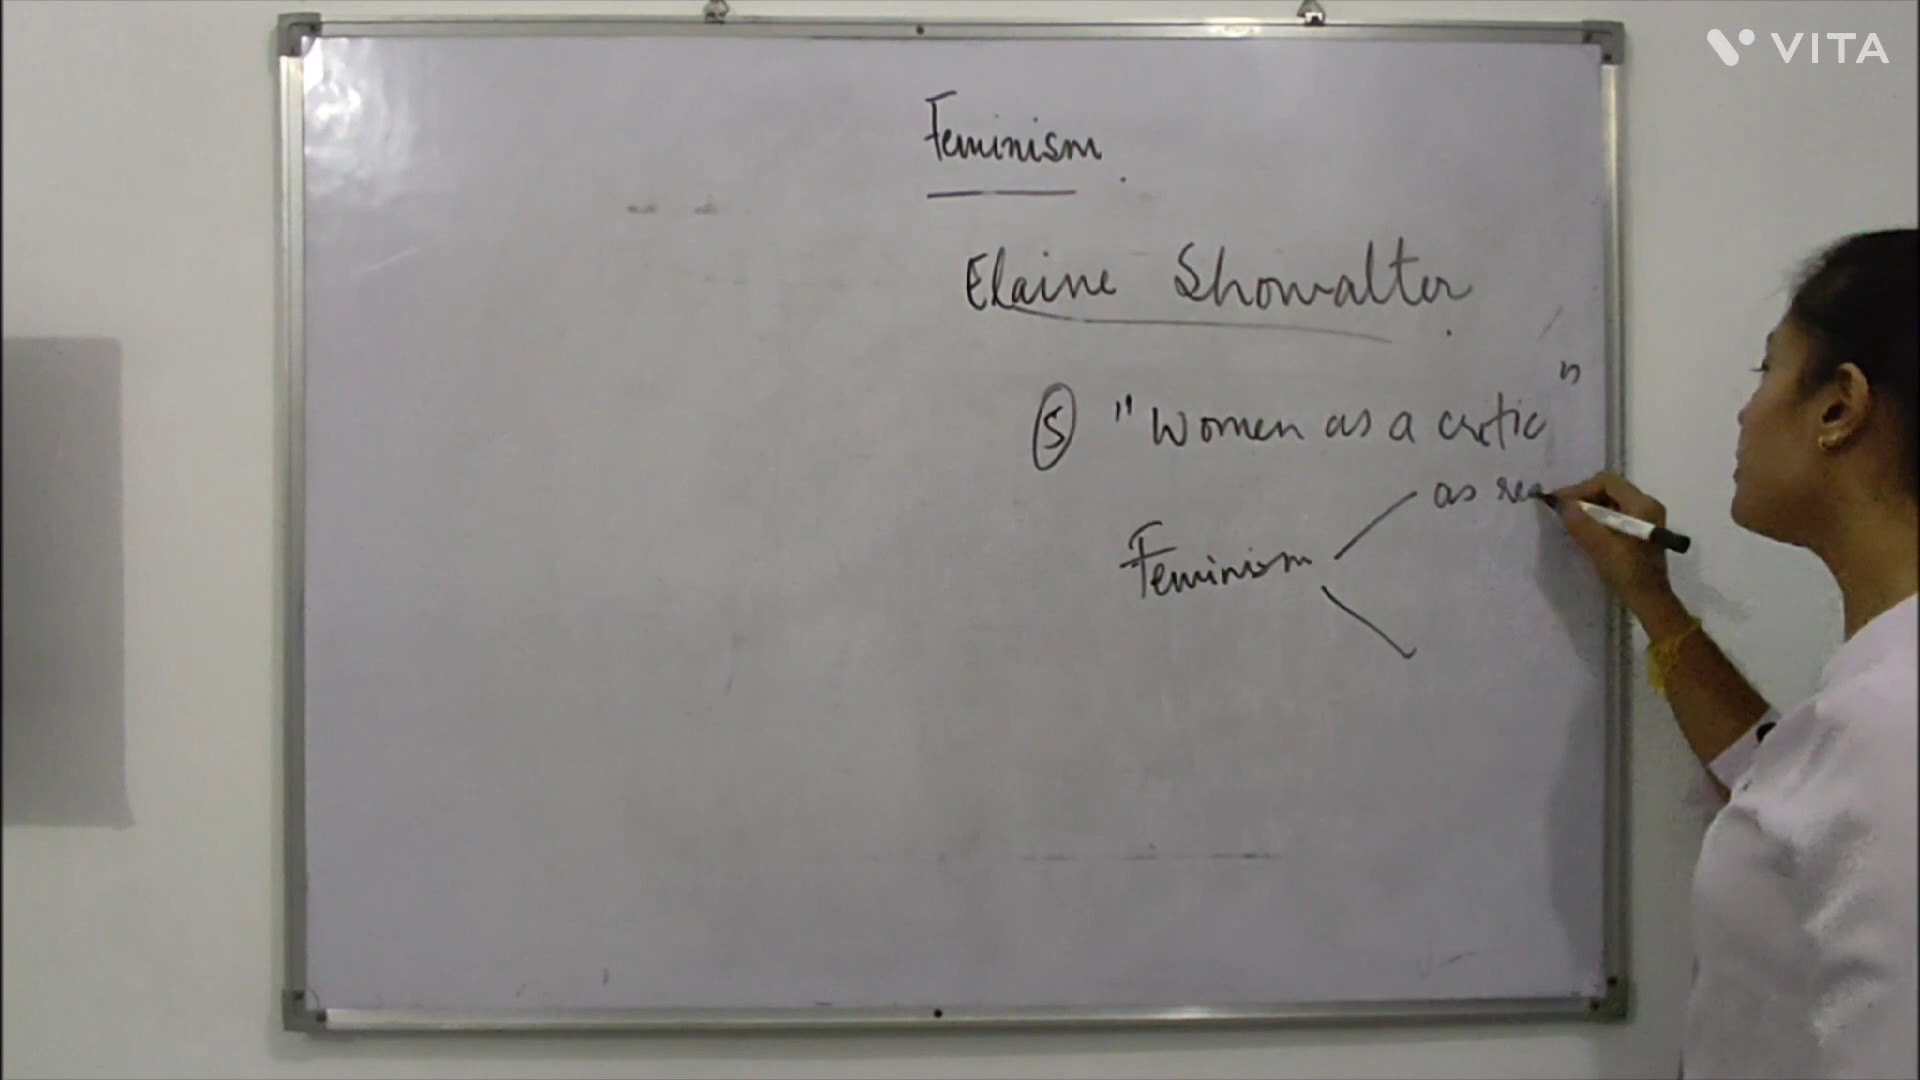 VITA
Feminism
Elaine Showalter
5 "Women as a critic"
as rea
Feminism